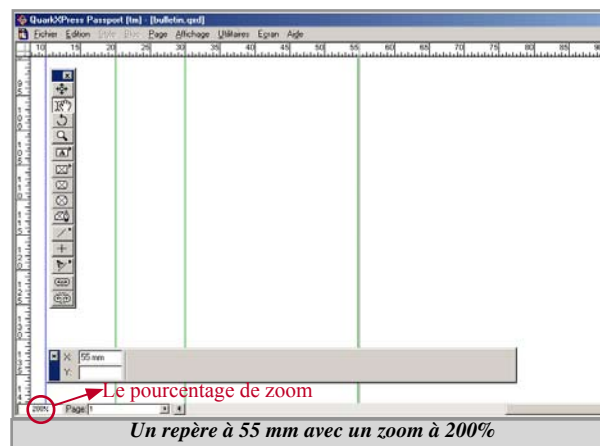 QuarkXPress Passport [tm] - [bulletin.qxd]
Fichier Édition Style Bloc Page Affichage Utilitaires Ecran Aide
10 15 20 25 30 35 40 45 50 55 60 65 70 75 80 85
X: 55 mm
Y:
Le pourcentage de zoom
200% Page: 1
Un repère à 55 mm avec un zoom à 200%